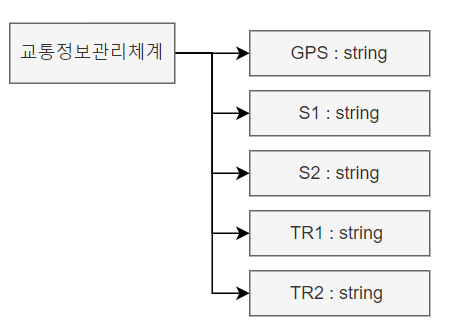 교통정보관리체계
GPS : string
S1 : string
S2 : string
TR1 : string
TR2 : string